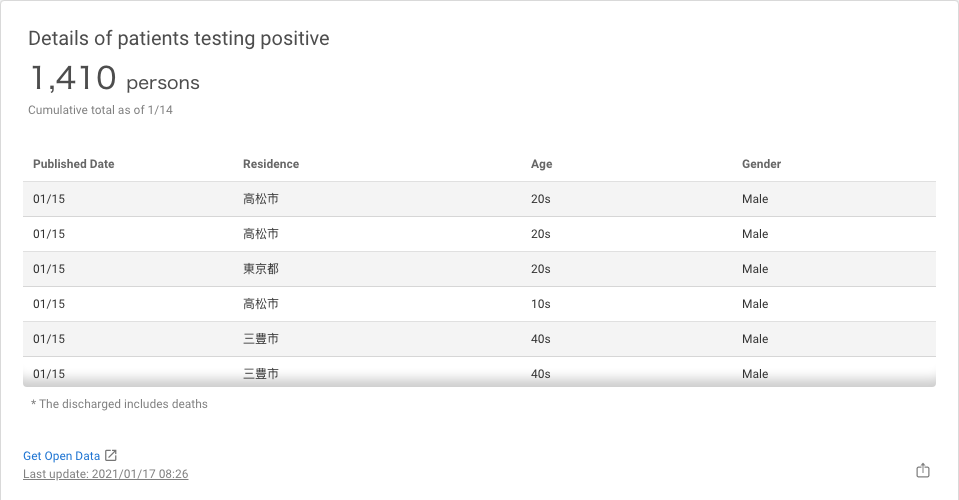 Details of patients testing positive
1,410 persons
Cumulative total as of 1/14
Published Date Residence Age Gender
01/15 高松市 20s Male
01/15 高松市 20s Male
01/15 東京都 20s Male
01/15 高松市 10s Male
01/15 三豊市 40s Male
01/15 三豊市 40s Male
* The discharged includes deaths
Get Open Data
Last update: 2021/01/17 08:26